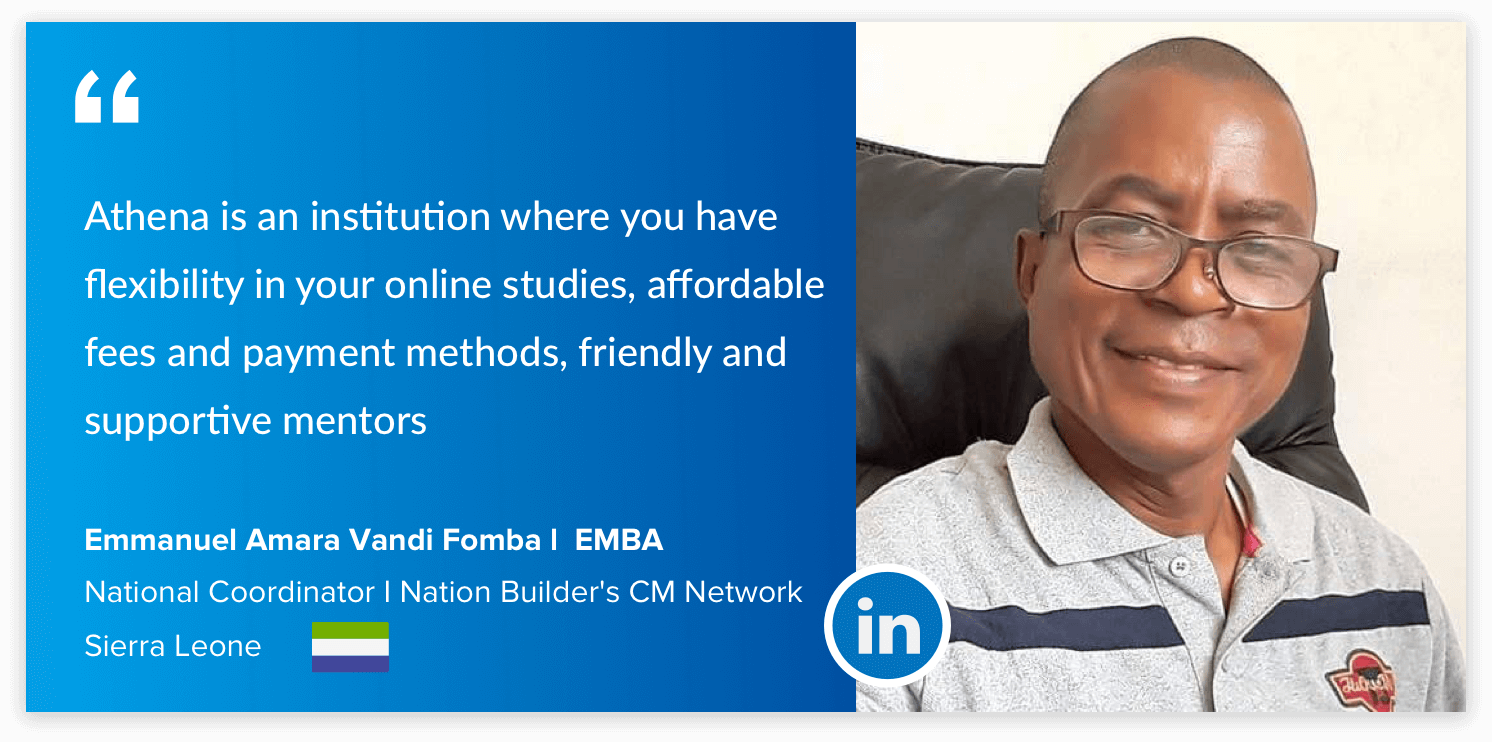 “
Athena is an institution where you have
flexibility in your online studies, affordable
fees and payment methods, friendly and
supportive mentors
Emmanuel Amara Vandi Fomba I EMBA
National Coordinator I Nation Builder's CM Network
Sierra Leone
in